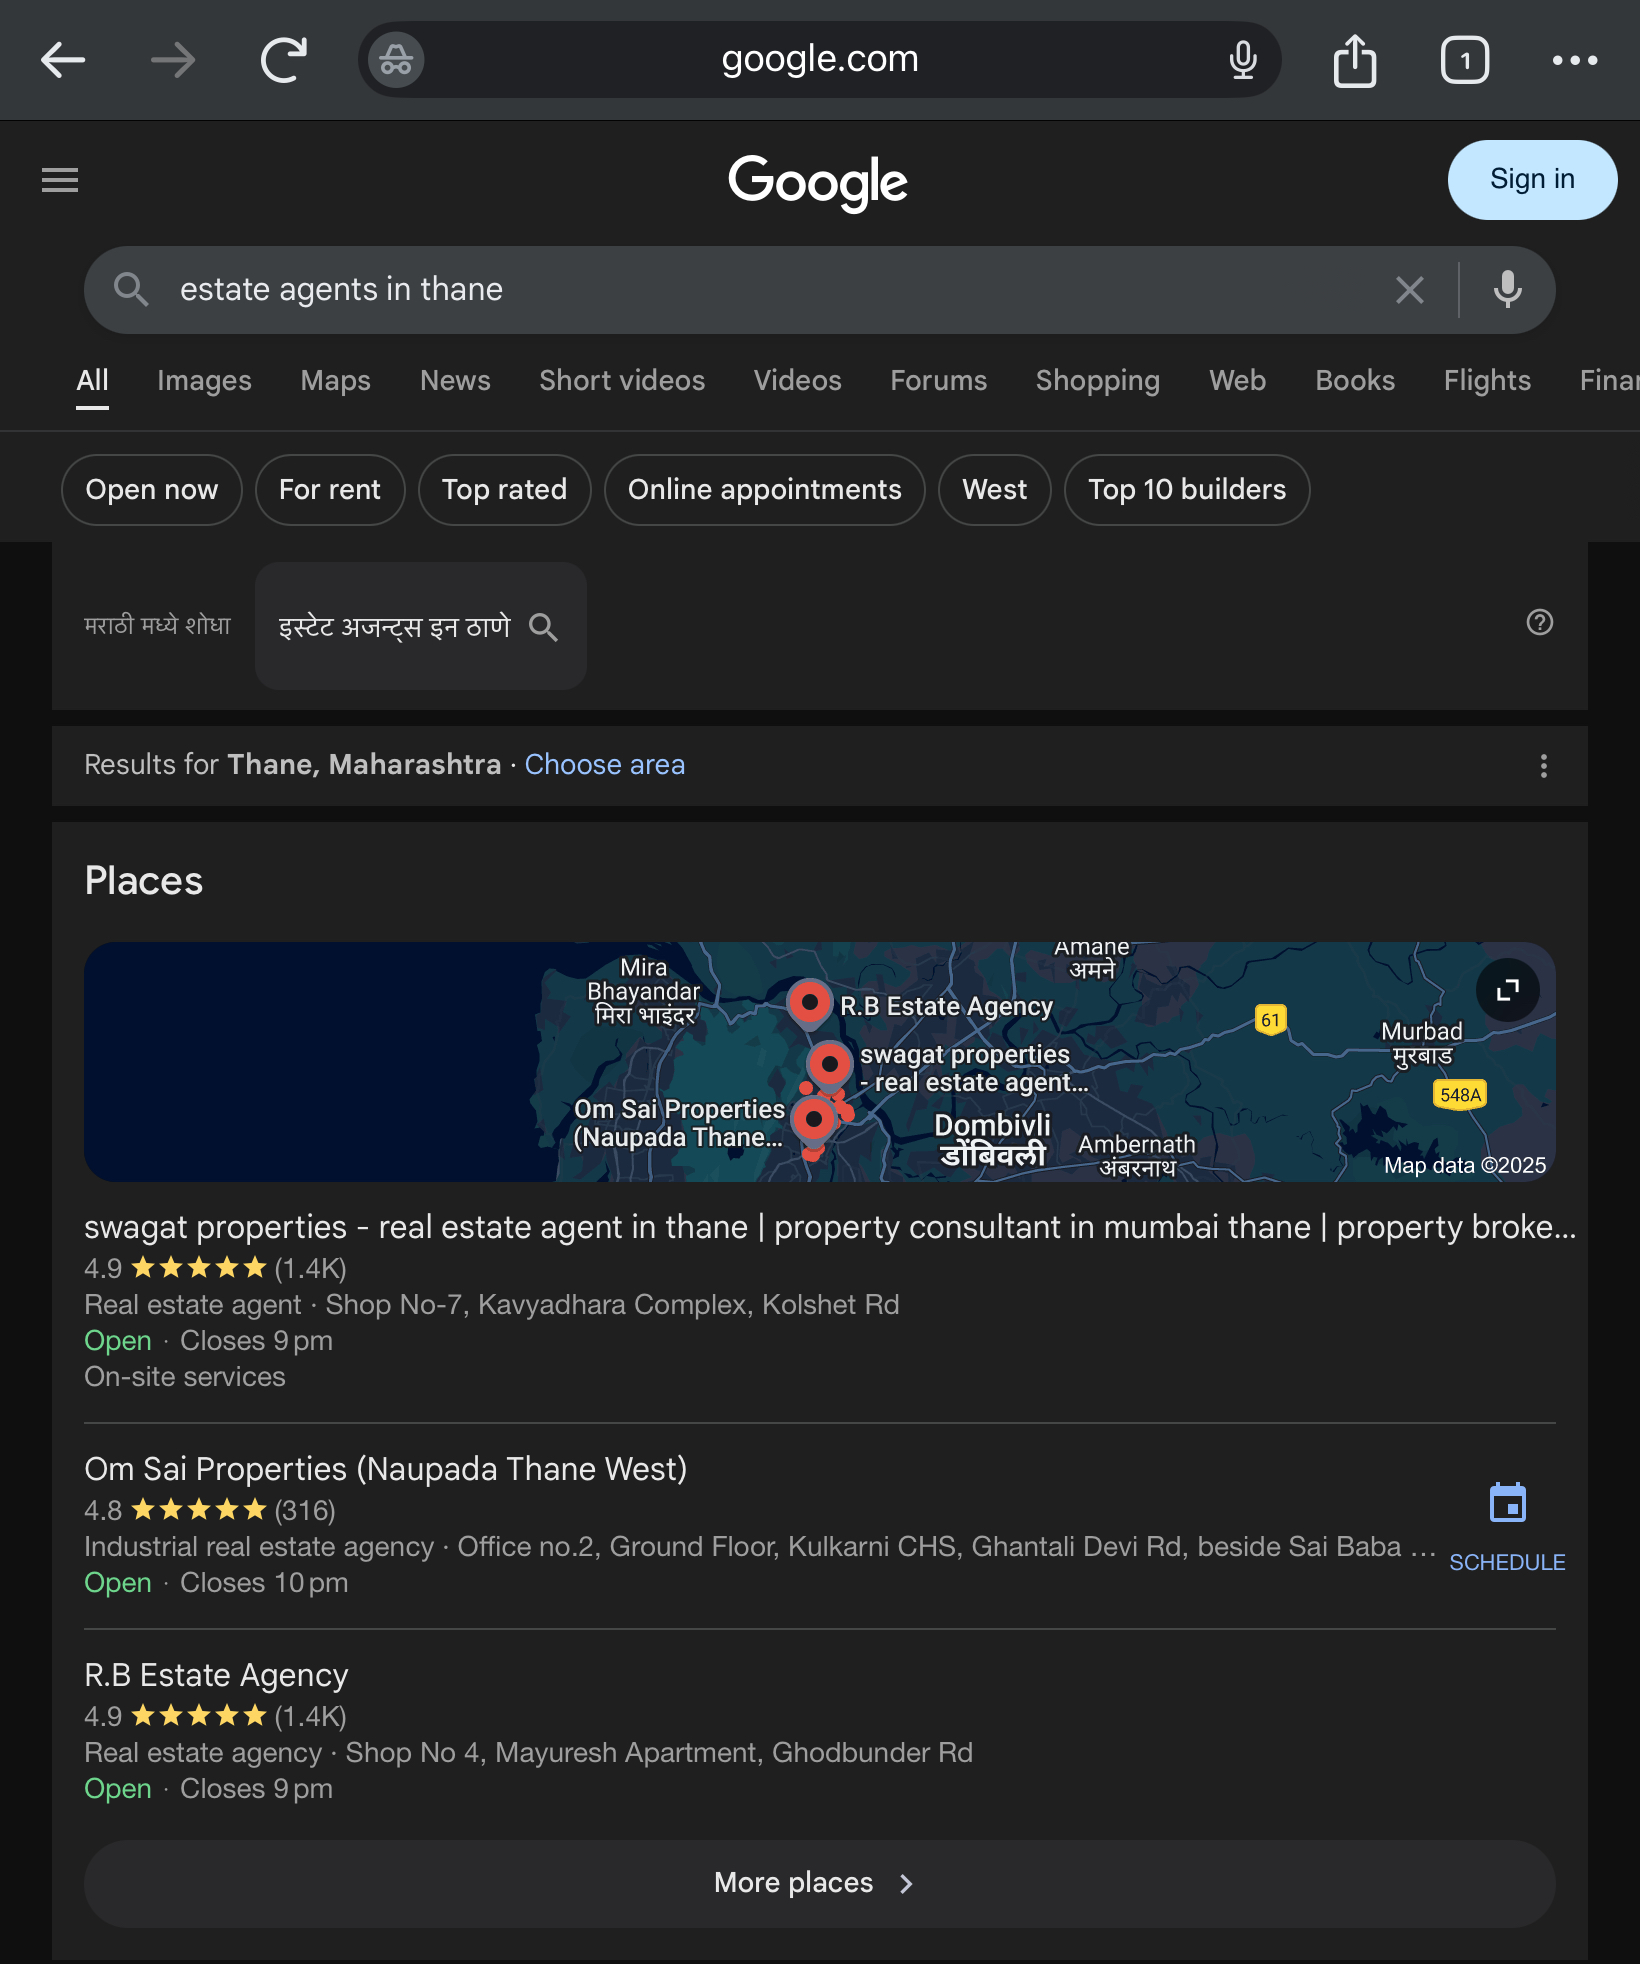 google.com
1
Google
Sign in
estate agents in thane
All Images Maps News Short videos Videos Forums Shopping Web Books Flights Finan
Open now For rent Top rated Online appointments West Top 10 builders
मराठी मध्ये शोधा इस्टेट अजन्ट्स इन ठाणे
Results for Thane, Maharashtra · Choose area
Places
Amane
अमने
Mira
Bhayandar
मिरा भाइंदर
R.B Estate Agency
61
Murbad
मुरबाड
swagat properties
- real estate agent...
548A
Om Sai Properties
(Naupada Thane...
Dombivli
डोंबिवली
Ambernath
अंबरनाथ
Map data ©2025
swagat properties - real estate agent in thane | property consultant in mumbai thane | property broke...
4.9 ★★★★★ (1.4K)
Real estate agent · Shop No-7, Kavyadhara Complex, Kolshet Rd
Open · Closes 9 pm
On-site services
Om Sai Properties (Naupada Thane West)
4.8 ★★★★★ (316)
Industrial real estate agency · Office no.2, Ground Floor, Kulkarni CHS, Ghantali Devi Rd, beside Sai Baba ...
Open · Closes 10 pm
SCHEDULE
R.B Estate Agency
4.9 ★★★★★ (1.4K)
Real estate agency · Shop No 4, Mayuresh Apartment, Ghodbunder Rd
Open · Closes 9 pm
More places